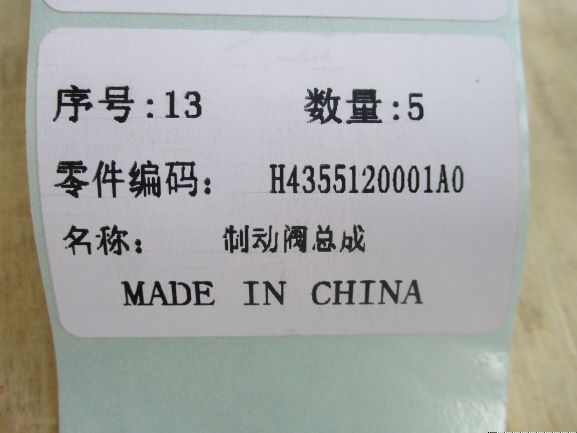 序号:13 数量:5
零件编码: H4355120001A0
名称: 制动阀总成
MADE IN CHINA